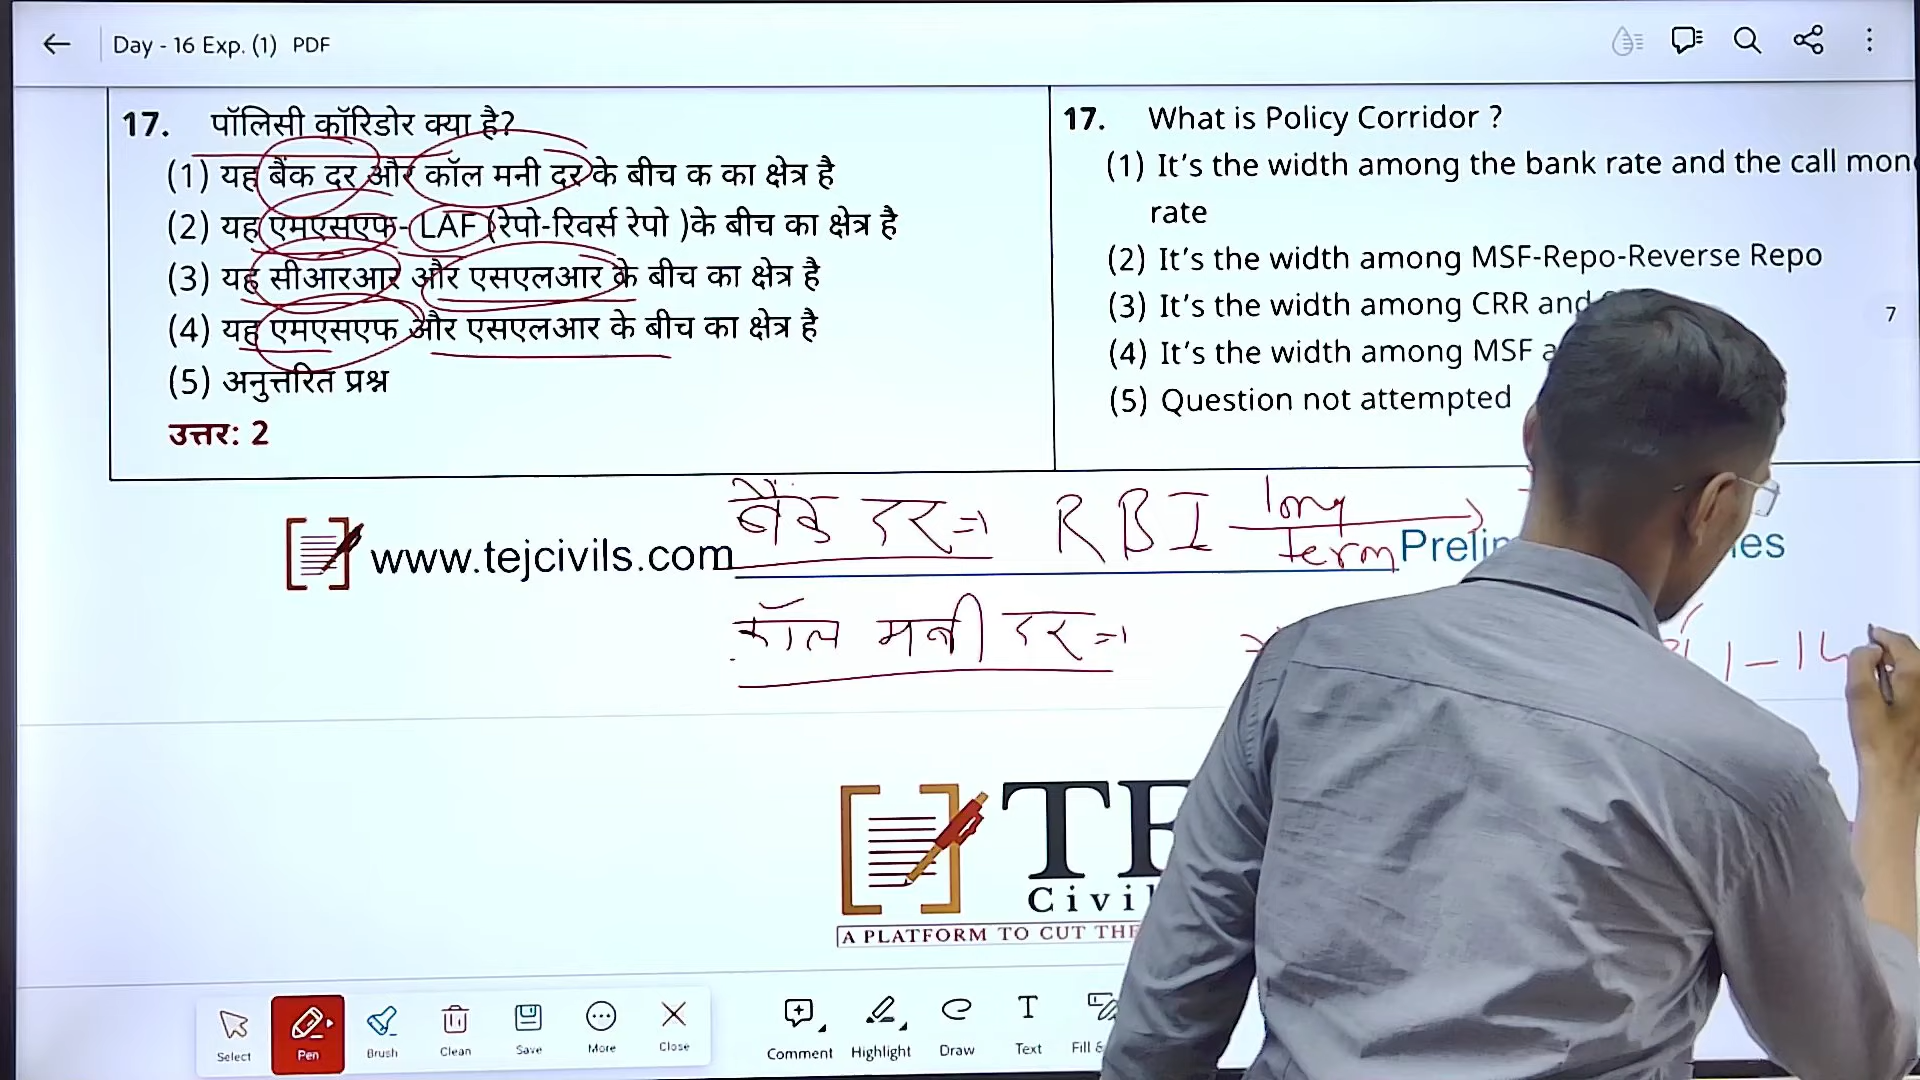 Day - 16 Exp. (1) PDF
17. पॉलिसी कॉरिडोर क्या है?
(1) यह बैंक दर और कॉल मनी दर के बीच क का क्षेत्र है
(2) यह एमएसएफ- LAF (रेपो-रिवर्स रेपो )के बीच का क्षेत्र है
(3) यह सीआरआर और एसएलआर के बीच का क्षेत्र है
(4) यह एमएसएफ और एसएलआर के बीच का क्षेत्र है
(5) अनुत्तरित प्रश्न
उत्तर: 2
17. What is Policy Corridor ?
(1) It's the width among the bank rate and the call mon
rate
(2) It's the width among MSF-Repo-Reverse Repo
(3) It's the width among CRR and
(4) It's the width among MSF
(5) Question not attempted
7
बैंक दर⇒ RBI long term
www.tejcivils.com
कॉल मनी दर⇒
1-14
Civil
A PLATFORM TO CUT THE
Select Pen Brush Clean Save More Close
Comment Highlight Draw Text Fill &